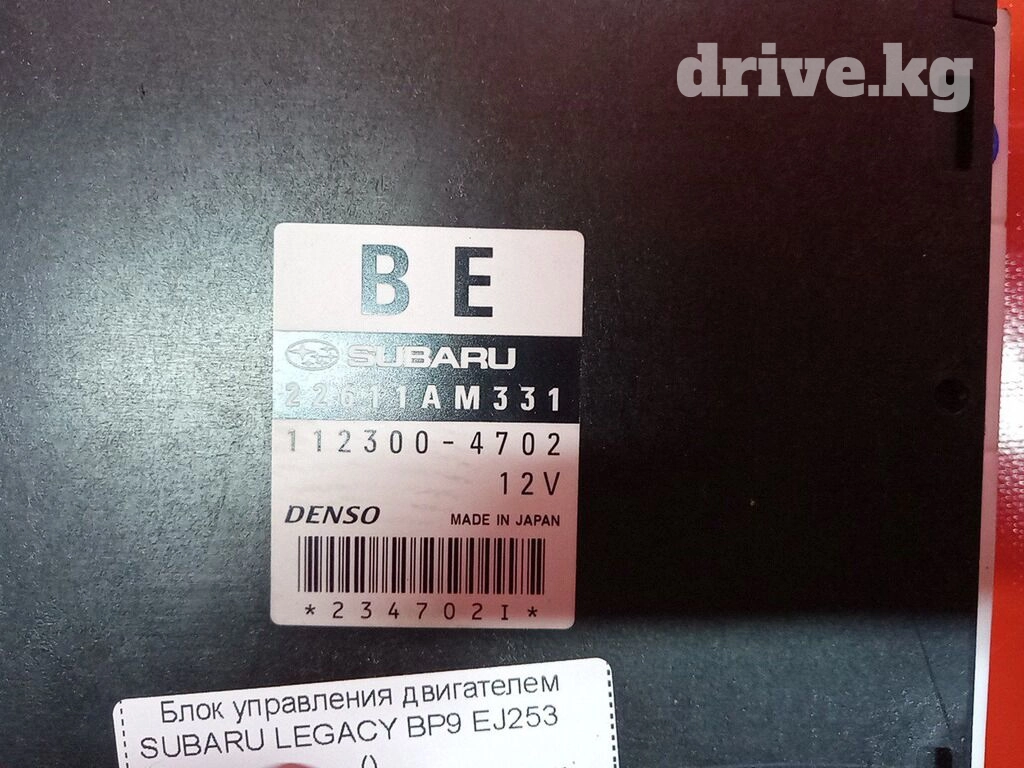 drive.kg
B E
SUBARU
22611AM331
112300-4702
12V
DENSO MADE IN JAPAN
*234702I*
Блок управления двигателем
SUBARU LEGACY BP9 EJ253
()